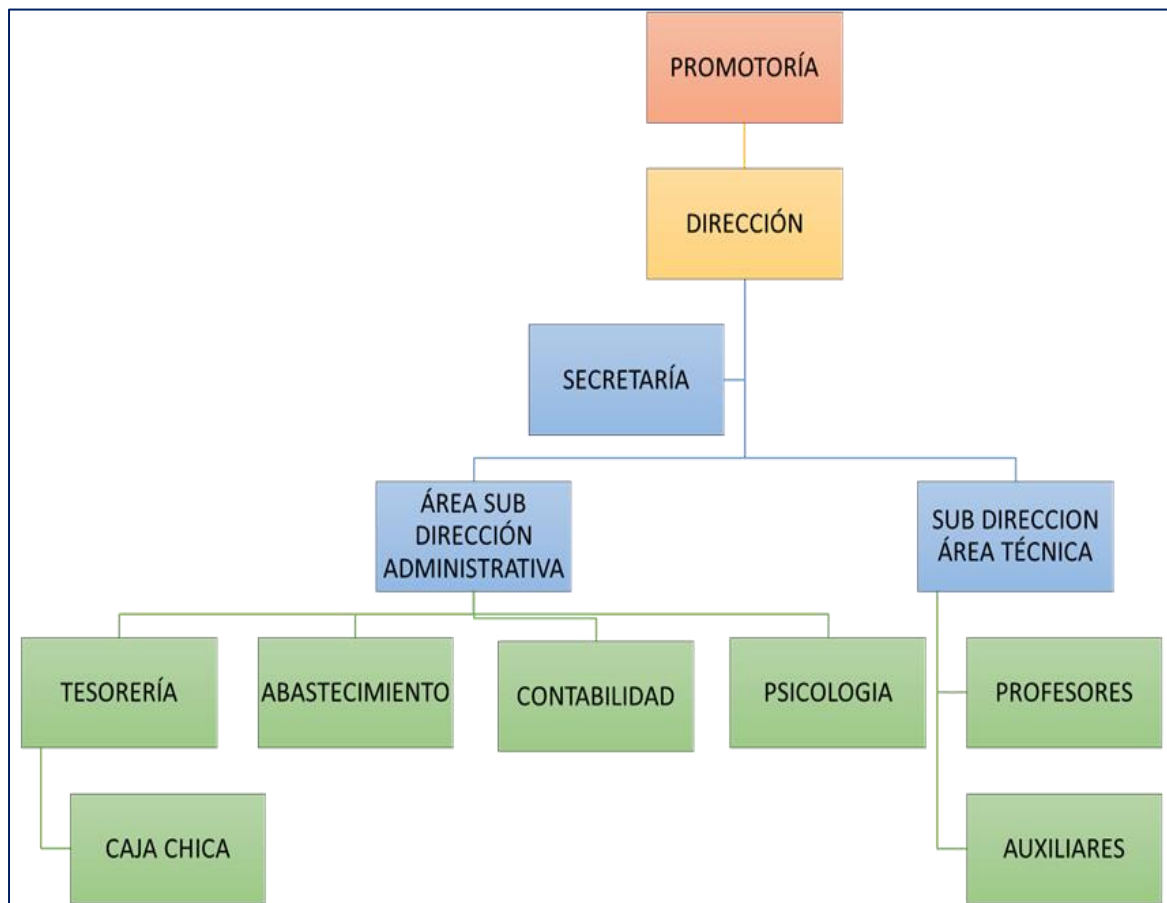 PROMOTORÍA
DIRECCIÓN
SECRETARÍA
ÁREA SUB
DIRECCIÓN
ADMINISTRATIVA
SUB DIRECCION
ÁREA TÉCNICA
TESORERÍA
ABASTECIMIENTO
CONTABILIDAD
PSICOLOGIA
PROFESORES
CAJA CHICA
AUXILIARES